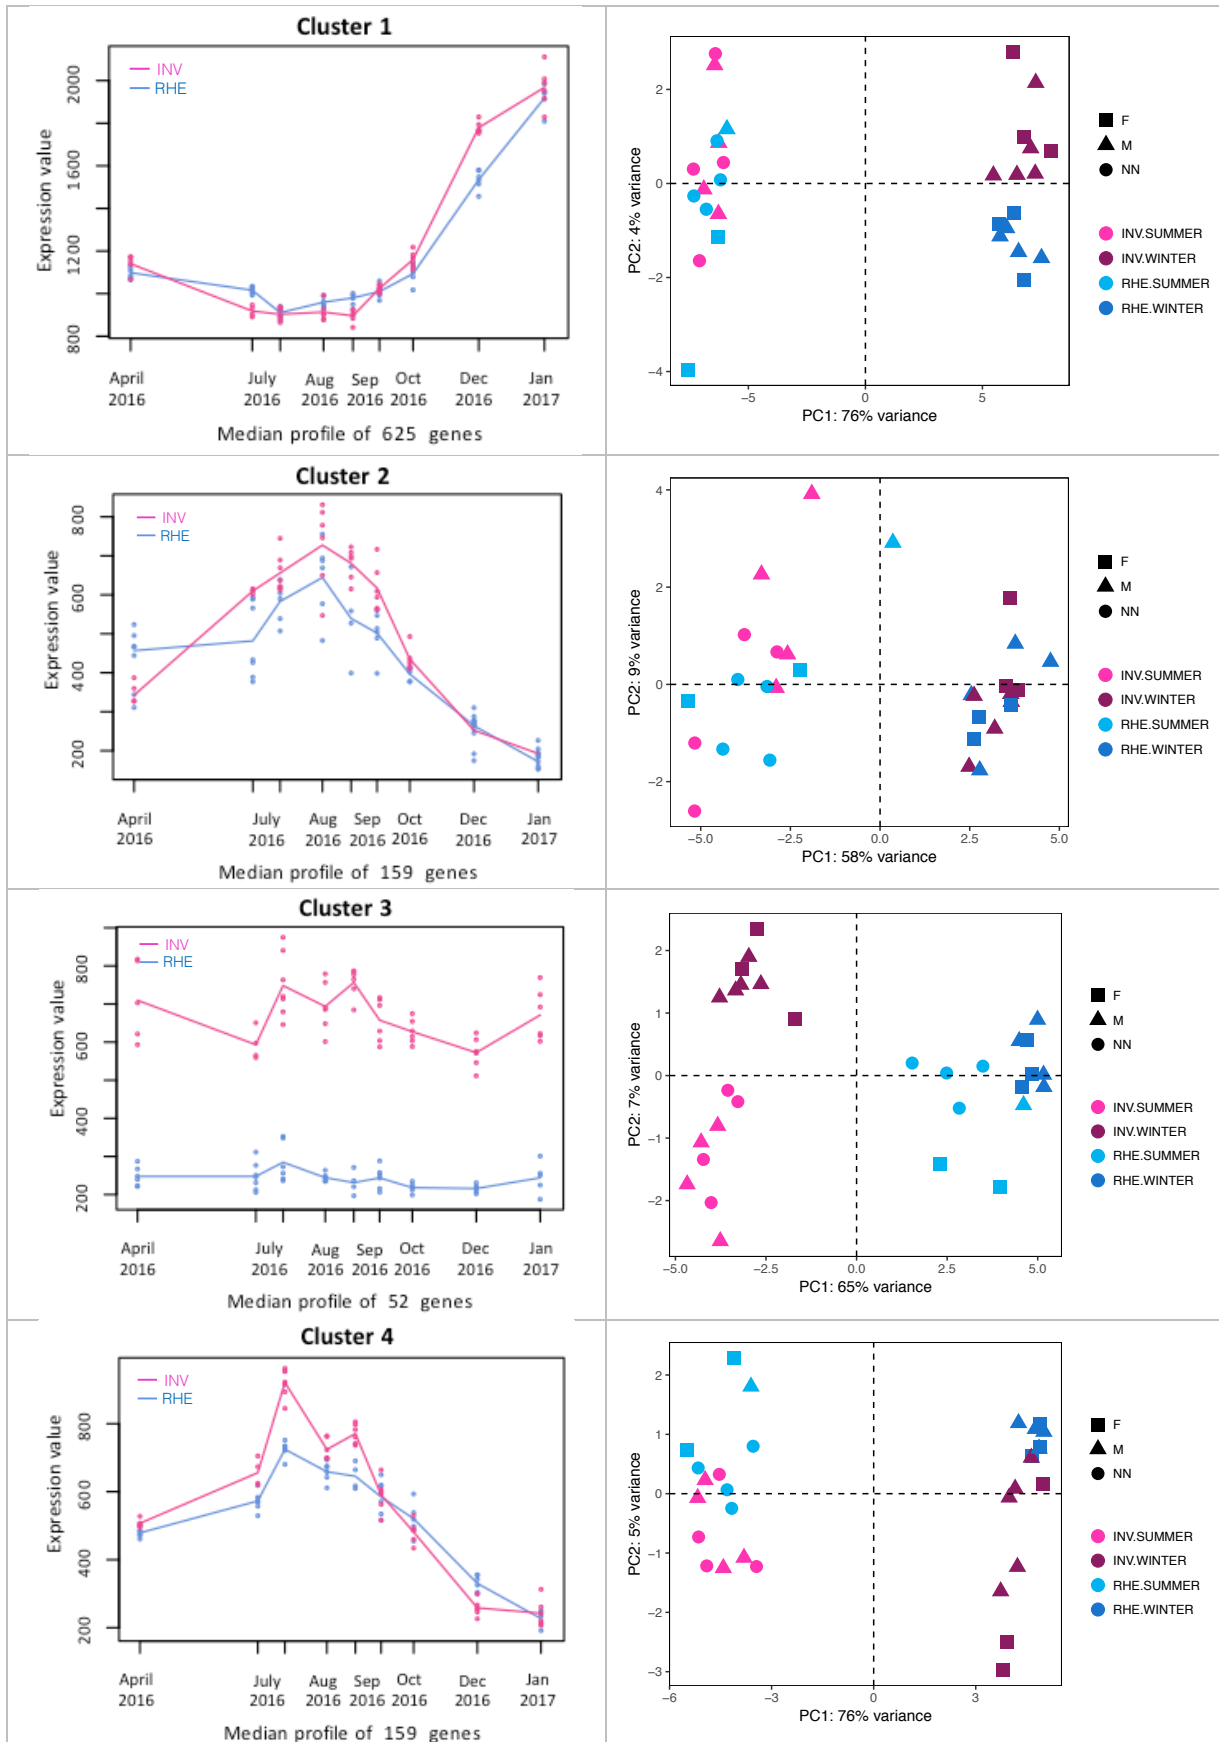 Cluster 1
INV
RHE
Expression value
800
1200
1600
2000
April July Aug Sep Oct Dec Jan
2016 2016 2016 2016 2016 2016 2017
Median profile of 625 genes
PC2: 4% variance
2
0
−2
−4
−5 0 5
PC1: 76% variance
F
M
NN
INV.SUMMER
INV.WINTER
RHE.SUMMER
RHE.WINTER
Cluster 2
INV
RHE
Expression value
200
400
600
800
April July Aug Sep Oct Dec Jan
2016 2016 2016 2016 2016 2016 2017
Median profile of 159 genes
PC2: 9% variance
4
2
0
−2
−5.0 −2.5 0.0 2.5 5.0
PC1: 58% variance
F
M
NN
INV.SUMMER
INV.WINTER
RHE.SUMMER
RHE.WINTER
Cluster 3
INV
RHE
Expression value
200
400
600
800
April July Aug Sep Oct Dec Jan
2016 2016 2016 2016 2016 2016 2017
Median profile of 52 genes
PC2: 7% variance
2
1
0
−1
−2
−5.0 −2.5 0.0 2.5 5.0
PC1: 65% variance
F
M
NN
INV.SUMMER
INV.WINTER
RHE.SUMMER
RHE.WINTER
Cluster 4
INV
RHE
Expression value
200
400
600
800
April July Aug Sep Oct Dec Jan
2016 2016 2016 2016 2016 2016 2017
Median profile of 159 genes
PC2: 5% variance
2
1
0
−1
−2
−3
−6 −3 0 3
PC1: 76% variance
F
M
NN
INV.SUMMER
INV.WINTER
RHE.SUMMER
RHE.WINTER